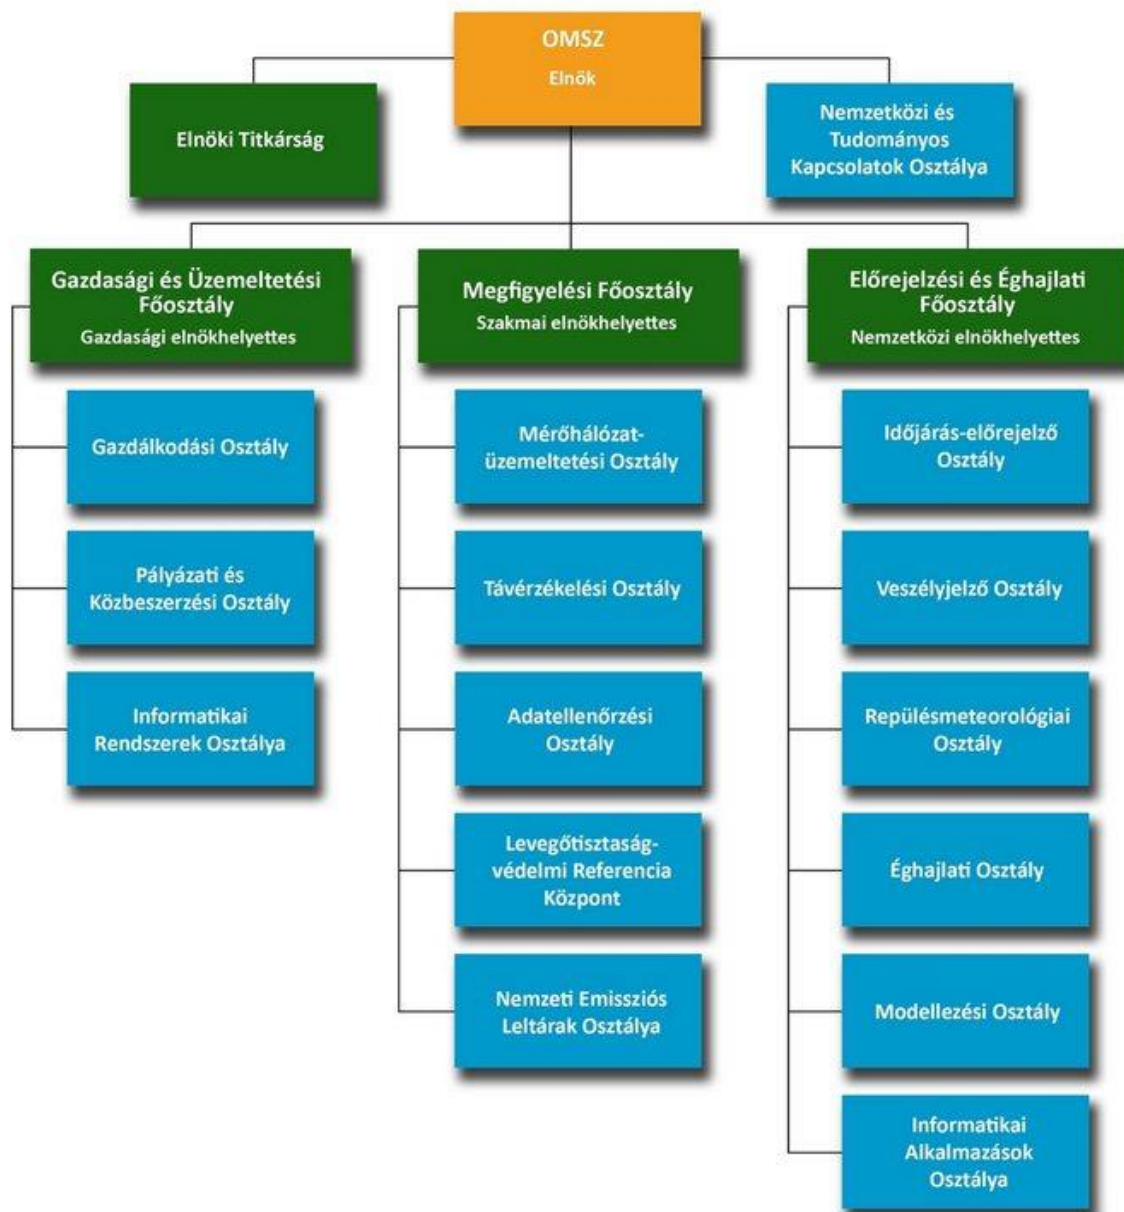 OMSZ
Elnök
Elnöki Titkárság
Nemzetközi és
Tudományos
Kapcsolatok Osztálya
Gazdasági és Üzemeltetési
Főosztály
Gazdasági elnökhelyettes
Megfigyelési Főosztály
Szakmai elnökhelyettes
Előrejelzési és Éghajlati
Főosztály
Nemzetközi elnökhelyettes
Gazdálkodási Osztály
Pályázati és
Közbeszerzési Osztály
Informatikai
Rendszerek Osztálya
Mérőhálózat-
üzemeltetési Osztály
Távérzékelési Osztály
Adatellenőrzési
Osztály
Levegőtisztaság-
védelmi Referencia
Központ
Nemzeti Emissziós
Leltárak Osztálya
Időjárás-előrejelző
Osztály
Veszélyjelző Osztály
Repülésmeteorológiai
Osztály
Éghajlati Osztály
Modellezési Osztály
Informatikai
Alkalmazások
Osztálya